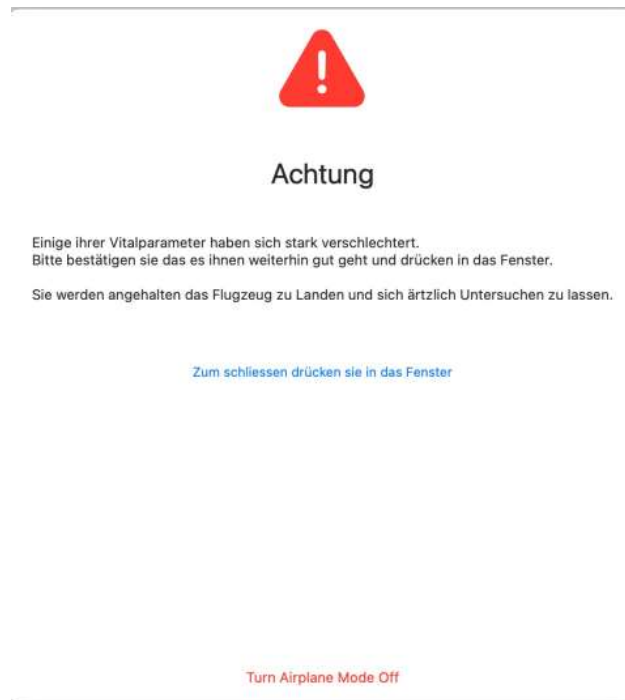 Achtung
Einige ihrer Vitalparameter haben sich stark verschlechtert.
Bitte bestätigen sie das es ihnen weiterhin gut geht und drücken in das Fenster.
Sie werden angehalten das Flugzeug zu Landen und sich ärtzlich Untersuchen zu lassen.
Zum schliessen drücken sie in das Fenster
Turn Airplane Mode Off